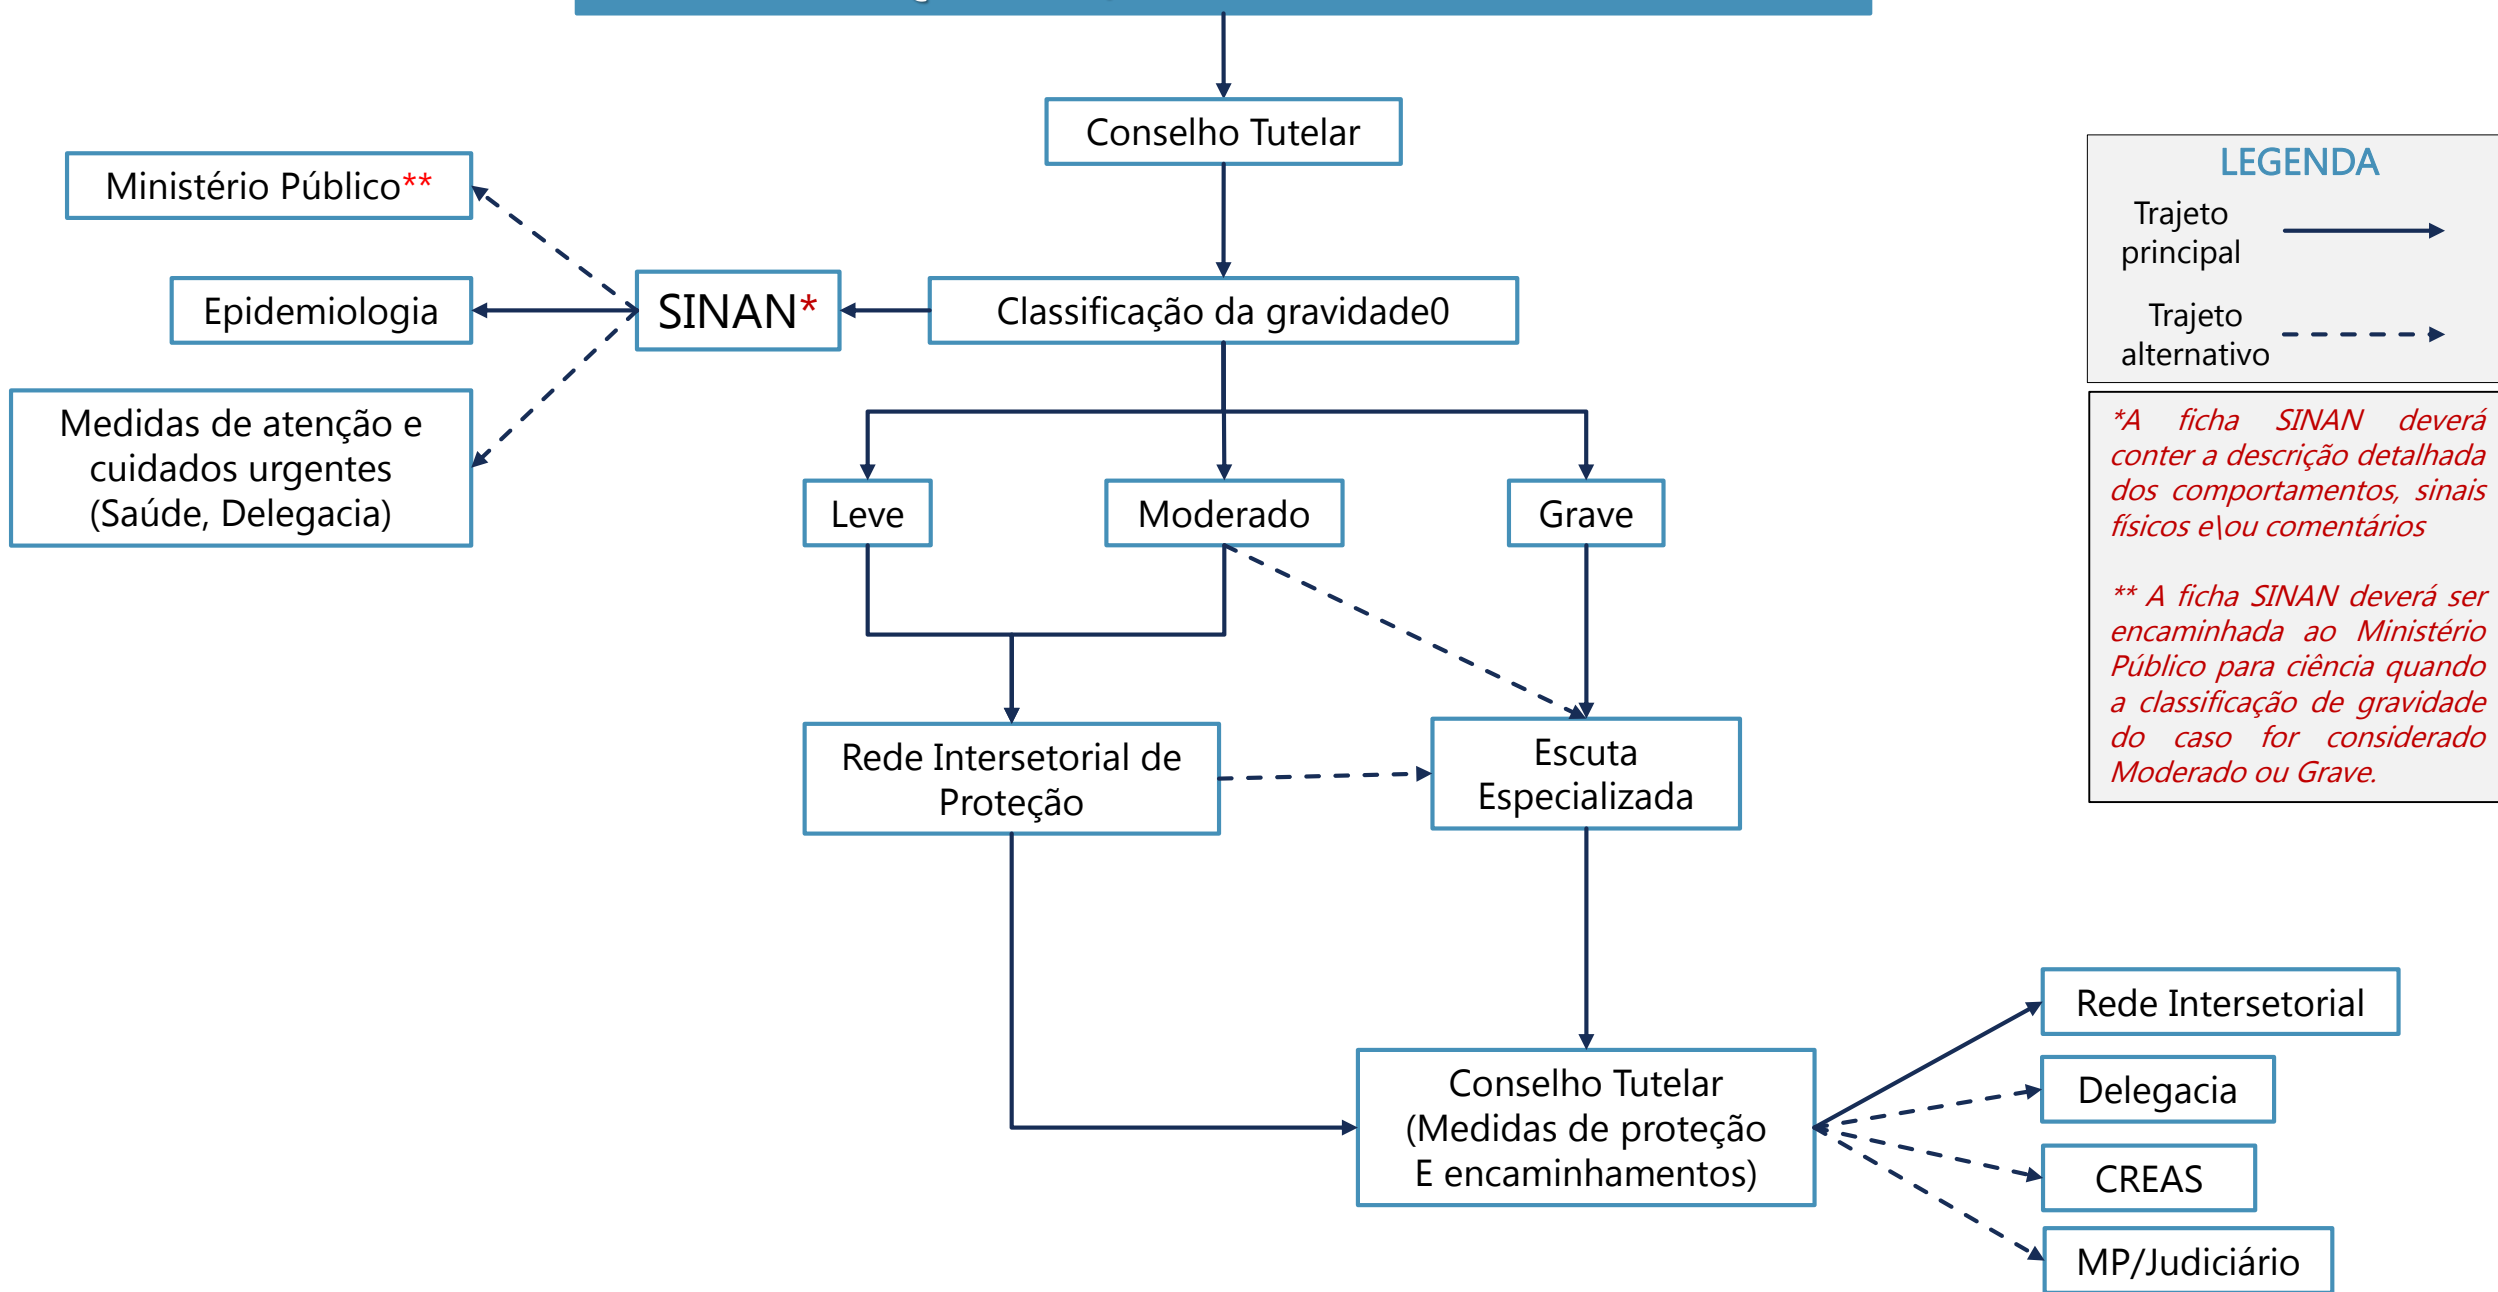 Conselho Tutelar
Ministério Público**
Epidemiologia
SINAN*
Classificação da gravidade0
Medidas de atenção e
cuidados urgentes
(Saúde, Delegacia)
Leve
Moderado
Grave
Rede Intersetorial de
Proteção
Escuta
Especializada
Conselho Tutelar
(Medidas de proteção
E encaminhamentos)
Rede Intersetorial
Delegacia
CREAS
MP/Judiciário
LEGENDA
Trajeto
principal
Trajeto
alternativo
*A ficha SINAN deverá
conter a descrição detalhada
dos comportamentos, sinais
físicos e\ou comentários
** A ficha SINAN deverá ser
encaminhada ao Ministério
Público para ciência quando
a classificação de gravidade
do caso for considerado
Moderado ou Grave.